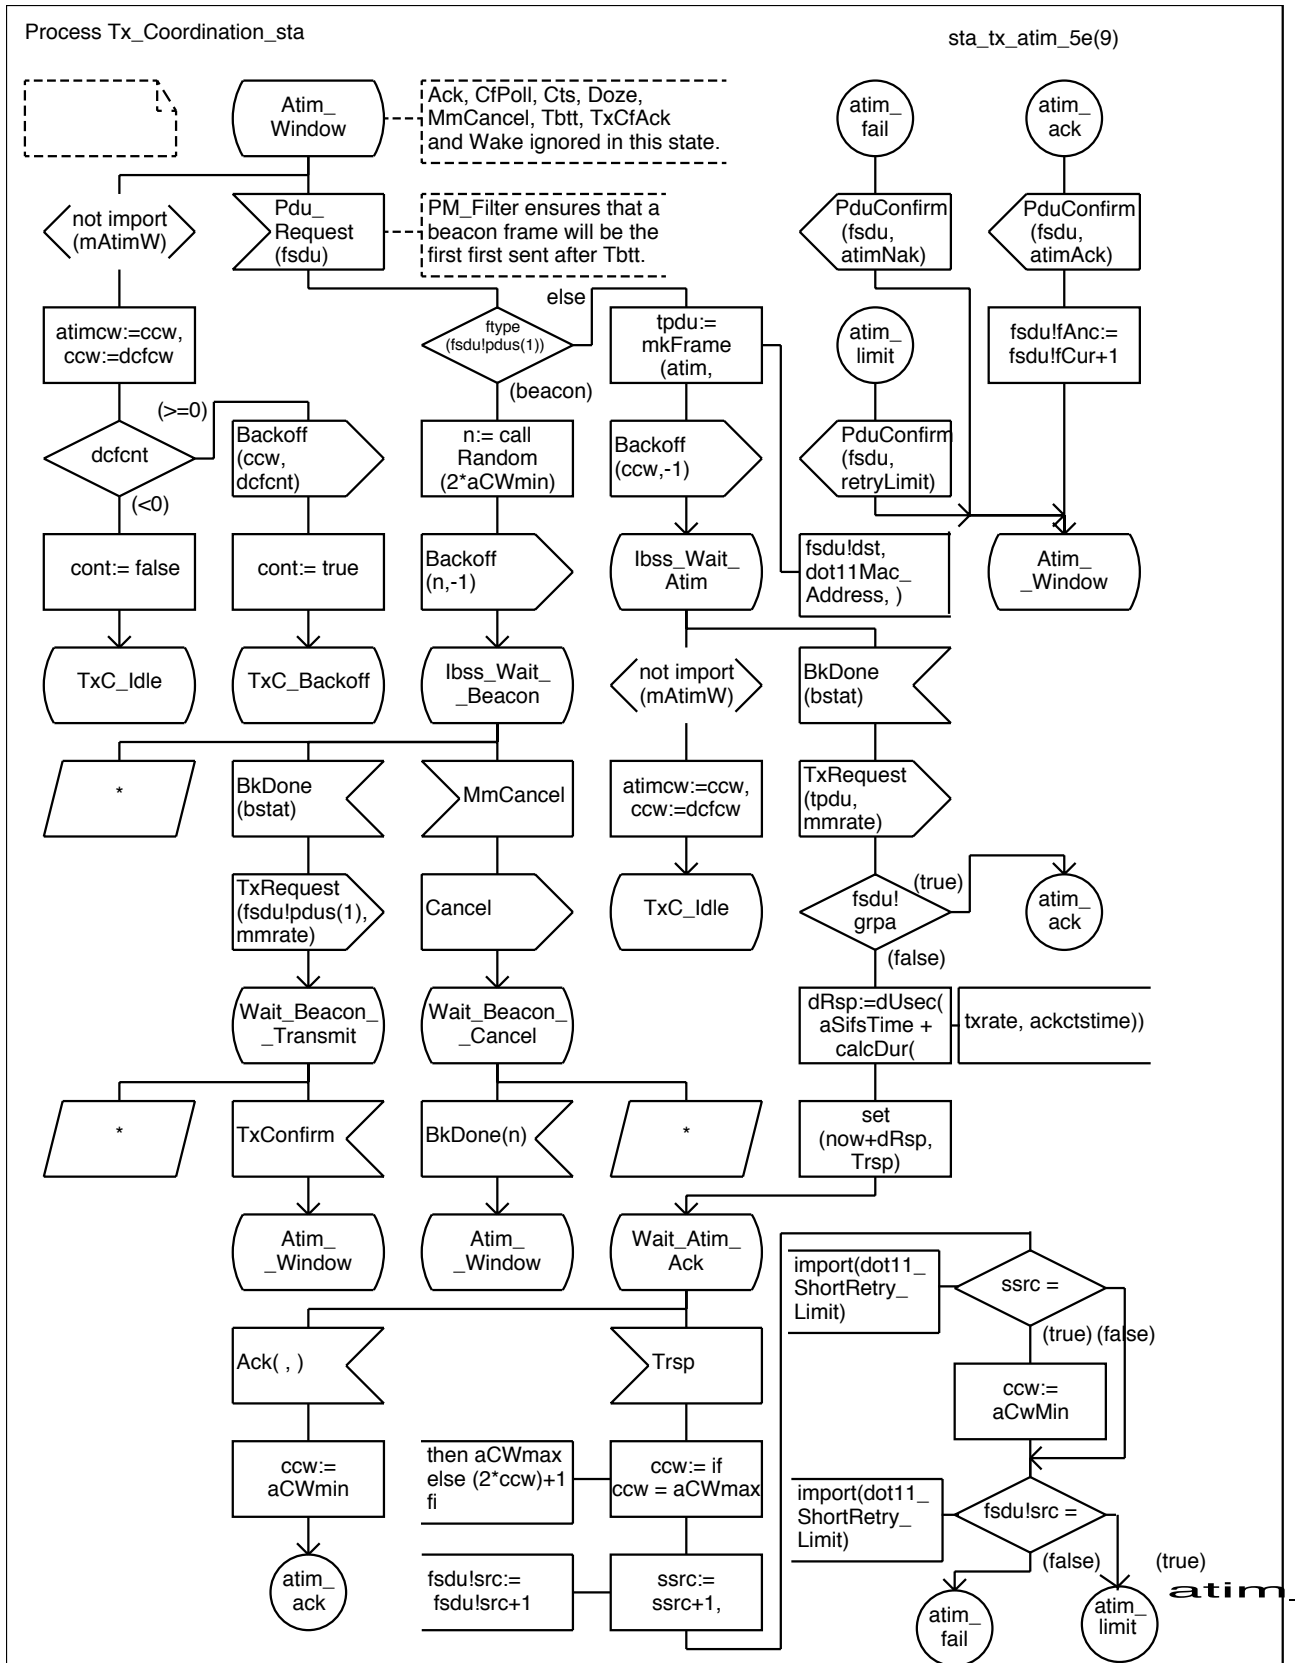 Process Tx_Coordination_sta
sta_tx_atim_5e(9)
Atim_
_Window
Ack, CfPoll, Cts, Doze,
MmCancel, Tbtt, TxCfAck
and Wake ignored in this state.
atim_
fail
atim_
ack
not import
(mAtimW)
Pdu_
Request
(fsdu)
PM_Filter ensures that a
beacon frame will be the
first first sent after Tbtt.
PduConfirm
(fsdu,
atimNak)
PduConfirm
(fsdu,
atimAck)
else
atimcw:=ccw,
ccw:=dcfcw
ftype
(fsdu!pdus(1))
tpdu:=
mkFrame
(atim,
atim_
limit
fsdu!fAnc:=
fsdu!fCur+1
(beacon)
(>=0)
dcfcnt
(<0)
Backoff
(ccw,
dcfcnt)
n:= call
Random
(2*aCWmin)
Backoff
(ccw,-1)
PduConfirm
(fsdu,
retryLimit)
cont:= false
cont:= true
Backoff
(n,-1)
Ibss_Wait_
_Atim
fsdu!dst,
dot11Mac_
Address, )
Atim_
_Window
TxC_Idle
TxC_Backoff
Ibss_Wait_
_Beacon
not import
(mAtimW)
BkDone
(bstat)
*
BkDone
(bstat)
MmCancel
atimcw:=ccw,
ccw:=dcfcw
TxRequest
(tpdu,
mmrate)
TxRequest
(fsdu!pdus(1),
mmrate)
Cancel
TxC_Idle
fsdu!
grpa
(true)
(false)
atim_
ack
Wait_Beacon_
_Transmit
Wait_Beacon_
_Cancel
dRsp:=dUsec(
aSifsTime +
calcDur(
txrate, ackctstime))
*
TxConfirm
BkDone(n)
*
set
(now+dRsp,
Trsp)
Atim_
_Window
Atim_
_Window
Wait_Atim_
_Ack
import(dot11_
ShortRetry_
Limit)
ssrc =
(true)
(false)
Ack( , )
Trsp
ccw:=
aCwMin
ccw:=
aCWmin
then aCWmax
else (2*ccw)+1
fi
ccw:= if
ccw = aCWmax
import(dot11_
ShortRetry_
Limit)
fsdu!src =
(false)
(true)
atim_
ack
fsdu!src:=
fsdu!src+1
ssrc:=
ssrc+1,
atim_
fail
atim_
limit
atim_